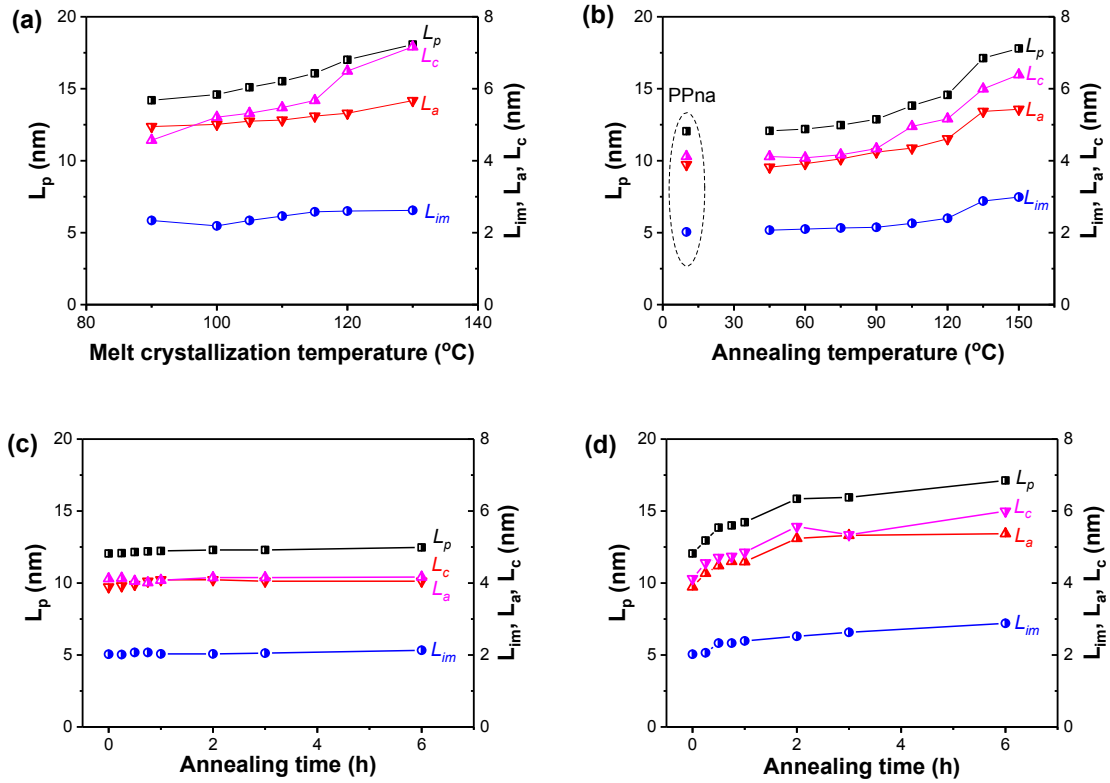 (a)
20
15
10
5
0
L_p (nm)
8
6
4
2
0
L_im, L_a, L_c (nm)
L_p
L_c
L_a
L_im
80
100
120
140
Melt crystallization temperature (°C)
(b)
20
15
10
5
0
L_p (nm)
8
6
4
2
0
L_im, L_a, L_c (nm)
PPna
L_p
L_c
L_a
L_im
0
30
60
90
120
150
Annealing temperature (°C)
(c)
20
15
10
5
0
L_p (nm)
8
6
4
2
0
L_im, L_a, L_c (nm)
L_p
L_c
L_a
L_im
0
2
4
6
Annealing time (h)
(d)
20
15
10
5
0
L_p (nm)
8
6
4
2
0
L_im, L_a, L_c (nm)
L_p
L_c
L_a
L_im
0
2
4
6
Annealing time (h)